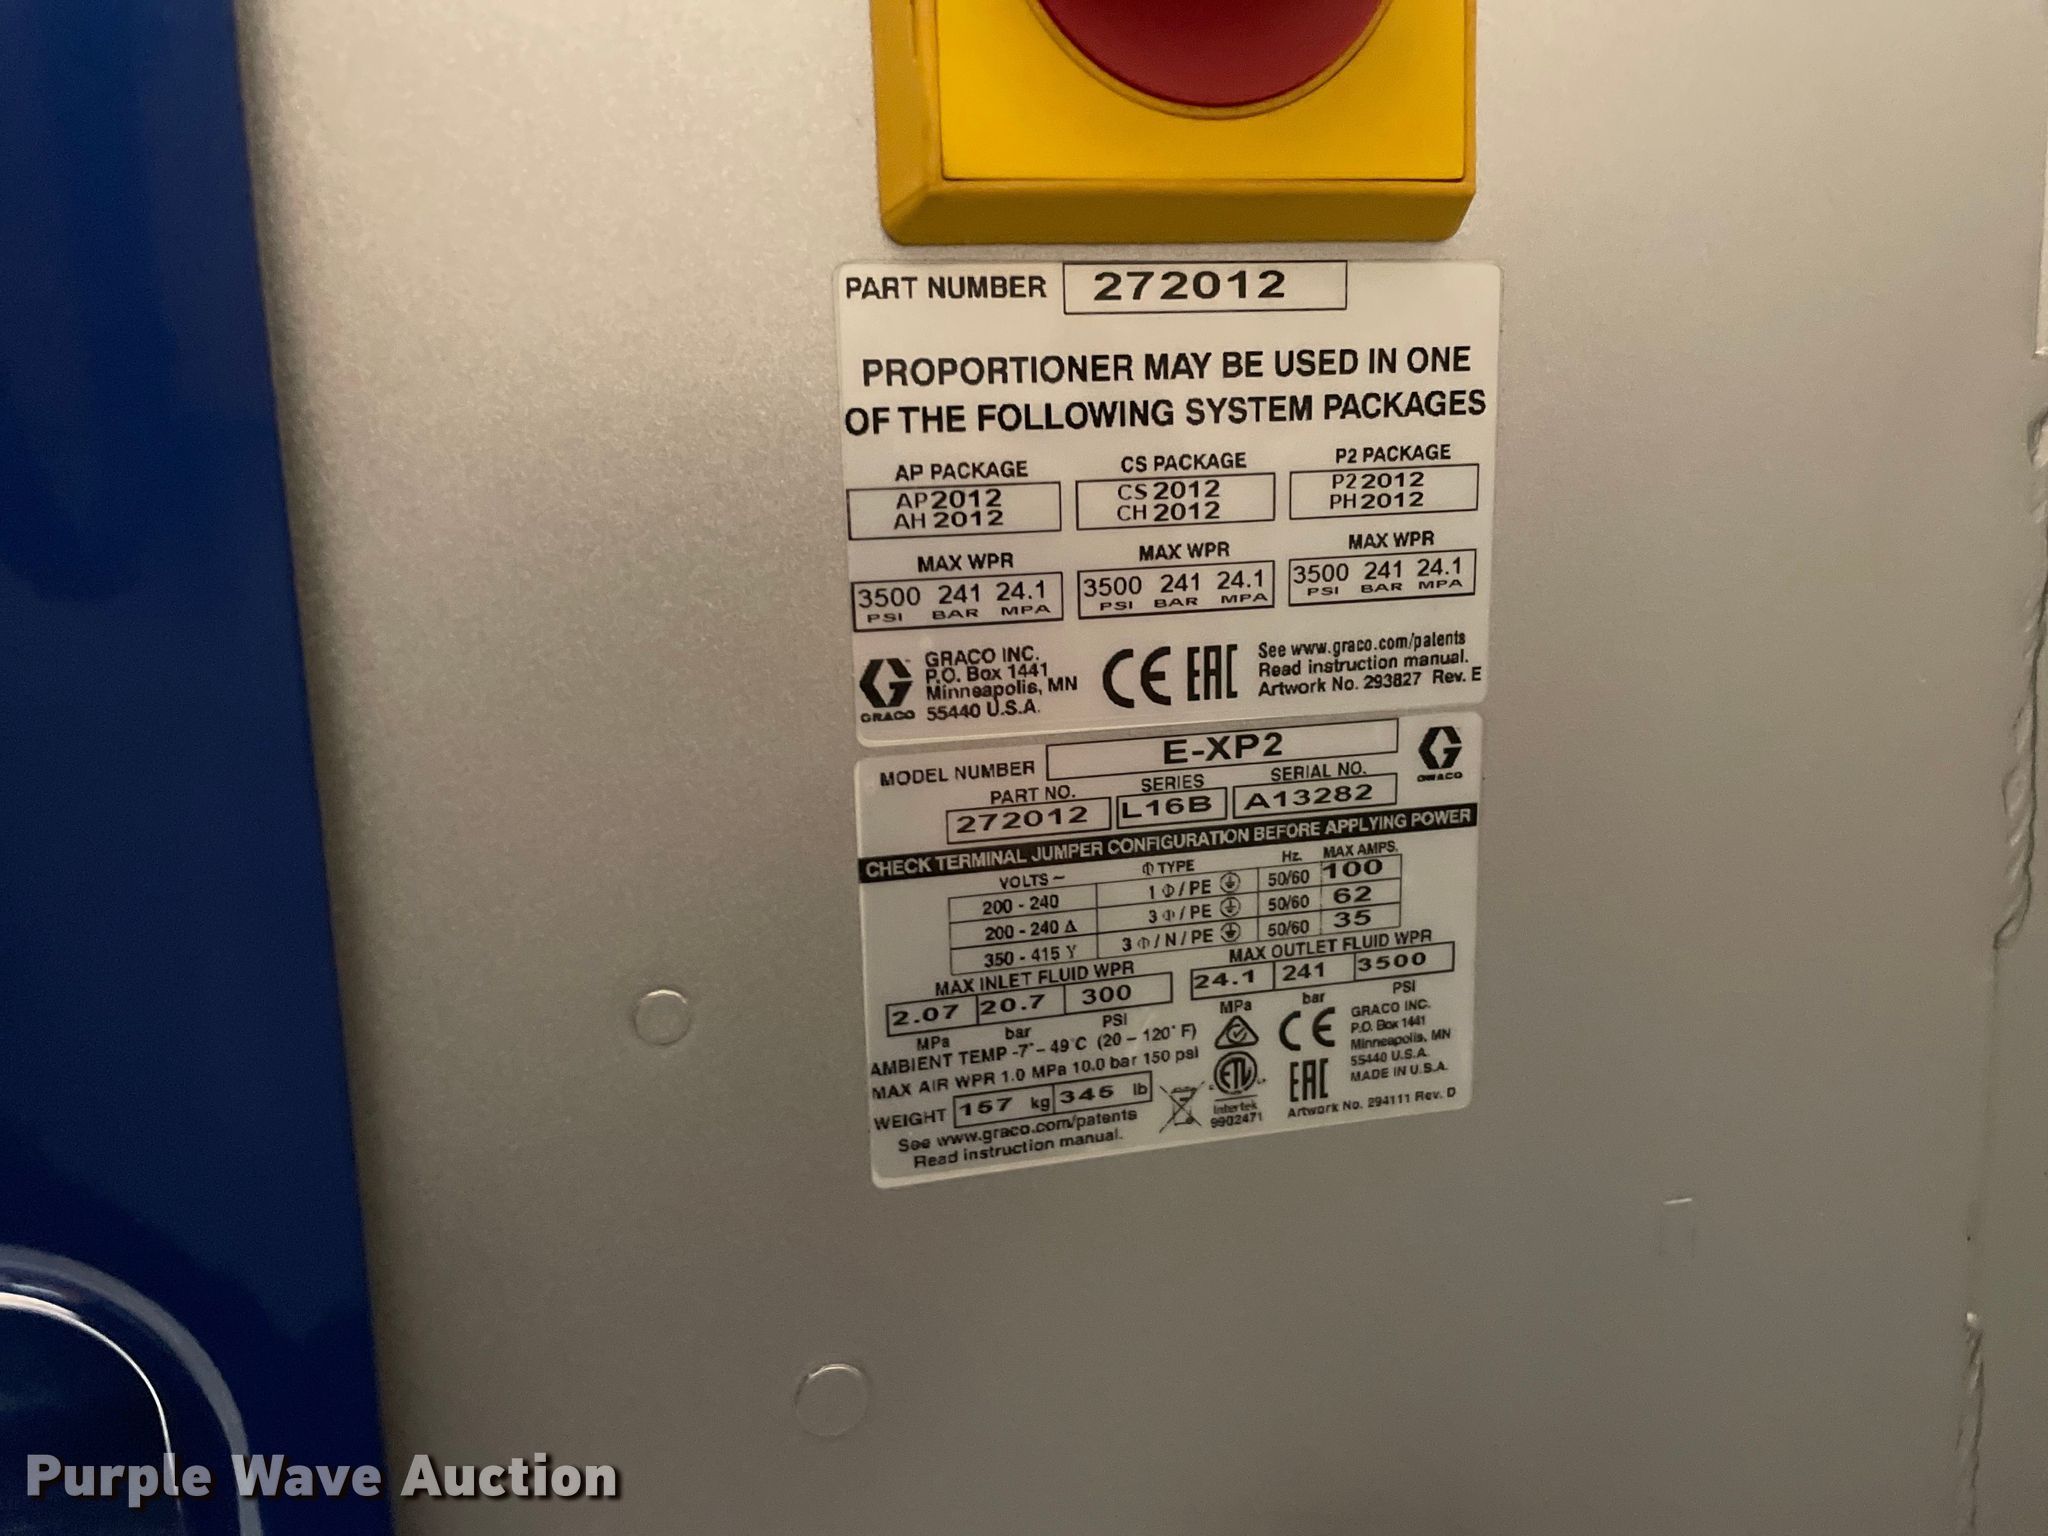 PART NUMBER 272012
PROPORTIONER MAY BE USED IN ONE
OF THE FOLLOWING SYSTEM PACKAGES
AP PACKAGE CS PACKAGE P2 PACKAGE
AP2012 CS2012 P22012
AH2012 CH2012 PH2012
MAX WPR MAX WPR MAX WPR
3500 241 24.1 3500 241 24.1 3500 241 24.1
PSI BAR MPA PSI BAR MPA PSI BAR MPA
GRACO
GRACO INC.
P.O. Box 1441
Minneapolis, MN
55440 U.S.A.
CE EAC
See www.graco.com/patents
Read instruction manual.
Artwork No. 293827 Rev. E
MODEL NUMBER E-XP2
GRACO
PART NO. SERIES SERIAL NO.
272012 L16B A13282
CHECK TERMINAL JUMPER CONFIGURATION BEFORE APPLYING POWER
VOLTS ~ Φ TYPE Hz. MAX AMPS.
200 - 240 1 Φ / PE 50/60 100
200 - 240 Δ 3 Φ / PE 50/60 62
350 - 415 Y 3 Φ / N / PE 50/60 35
MAX INLET FLUID WPR MAX OUTLET FLUID WPR
2.07 20.7 300 24.1 241 3500
MPa bar PSI MPa bar PSI
AMBIENT TEMP -7° – 49°C (20 – 120° F)
MAX AIR WPR 1.0 MPa 10.0 bar 150 psi
WEIGHT 157 kg 345 lb
See www.graco.com/patents
Read instruction manual.
ETL
Intertek
9902471
CE
EAC
GRACO INC.
P.O. Box 1441
Minneapolis, MN
55440 U.S.A.
MADE IN U.S.A.
Artwork No. 294111 Rev. D
Purple Wave Auction